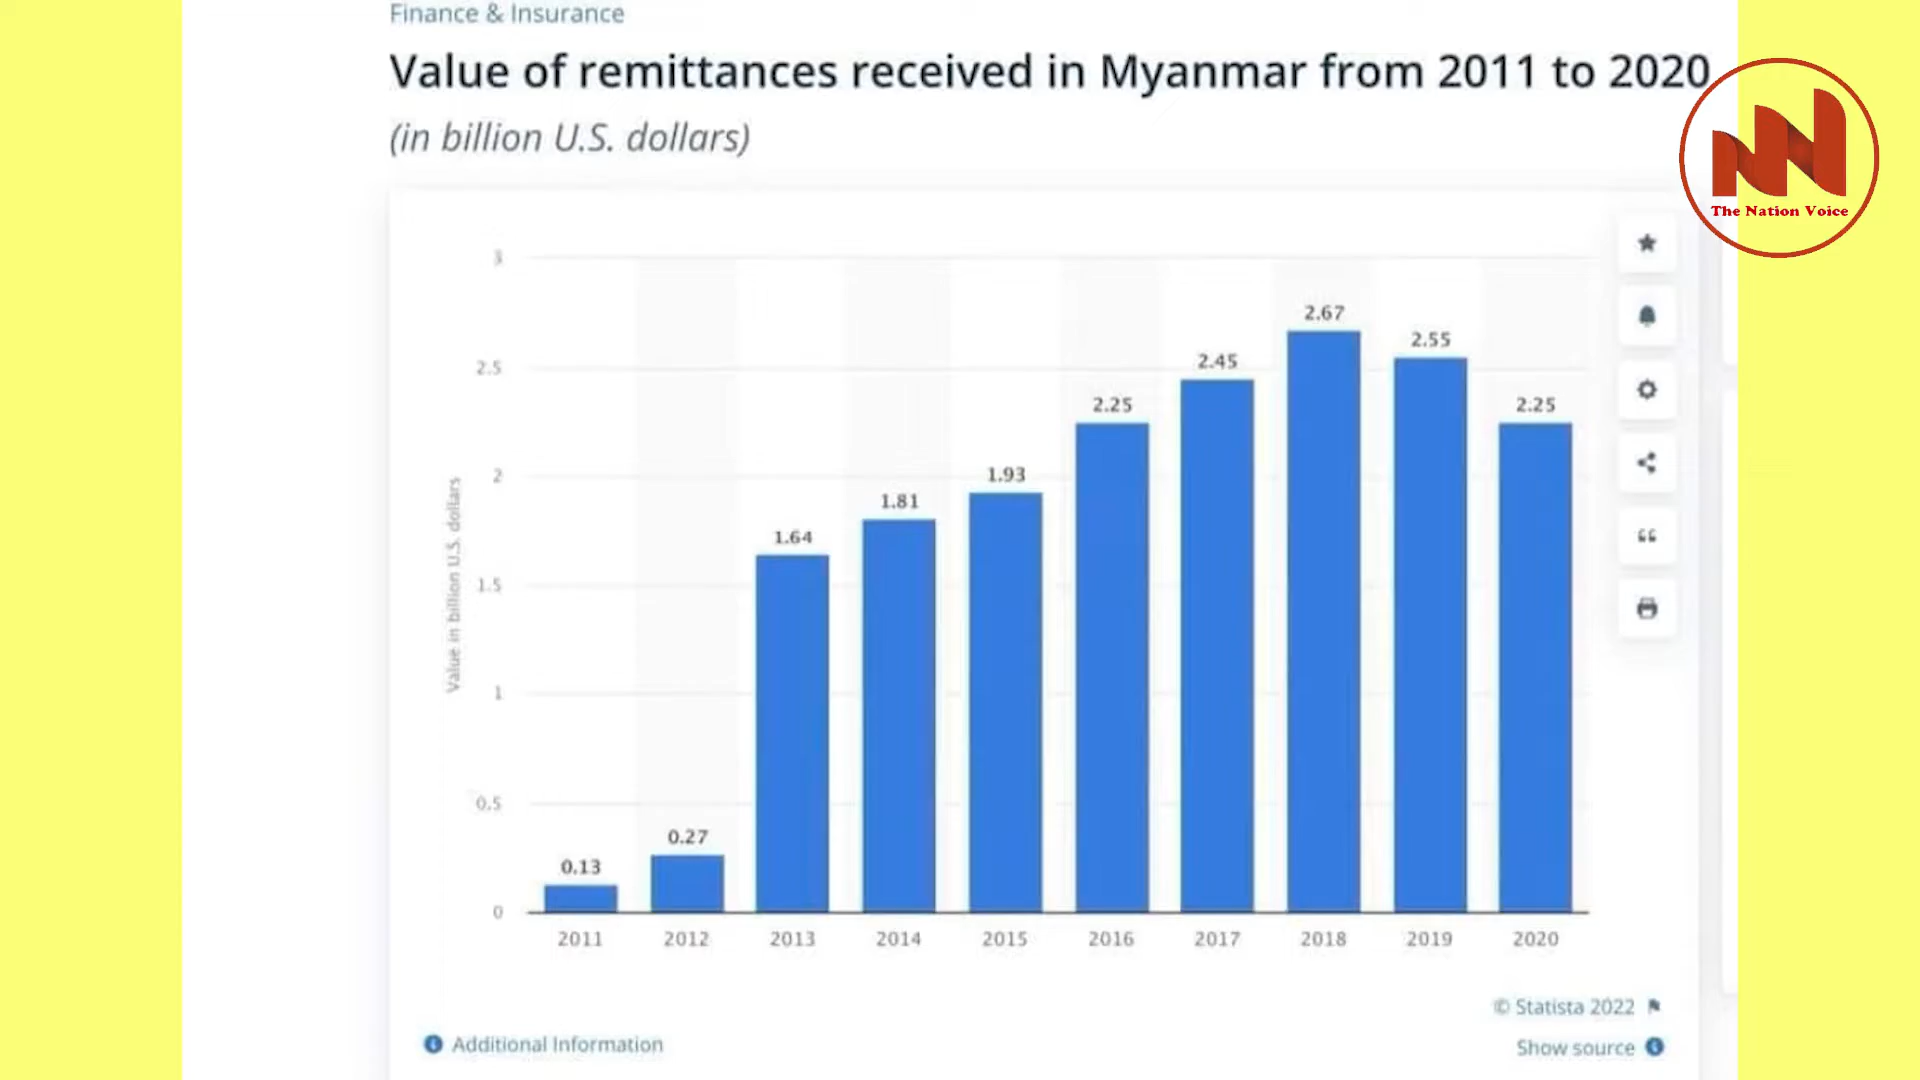 Finance & Insurance
Value of remittances received in Myanmar from 2011 to 2020
(in billion U.S. dollars)
The Nation Voice
Value in billion U.S. dollars
3
2.5
2
1.5
1
0.5
0
0.13
0.27
1.64
1.81
1.93
2.25
2.45
2.67
2.55
2.25
2011 2012 2013 2014 2015 2016 2017 2018 2019 2020
© Statista 2022
Additional Information
Show source